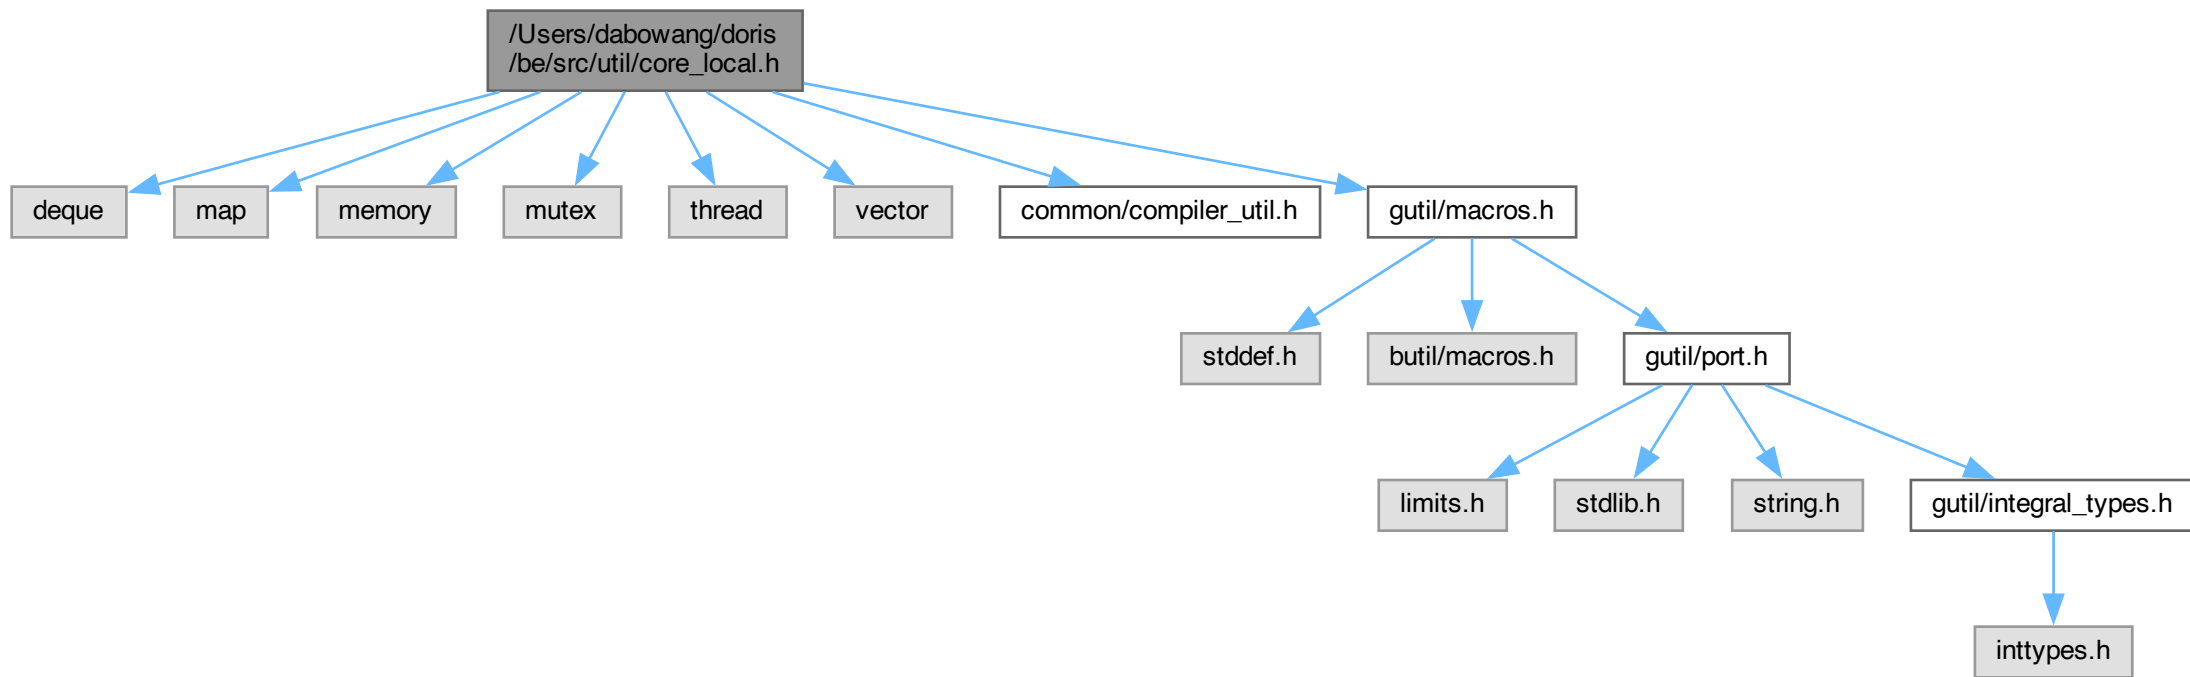 /Users/dabowang/doris
/be/src/util/core_local.h
deque
map
memory
mutex
thread
vector
common/compiler_util.h
gutil/macros.h
stddef.h
butil/macros.h
gutil/port.h
limits.h
stdlib.h
string.h
gutil/integral_types.h
inttypes.h